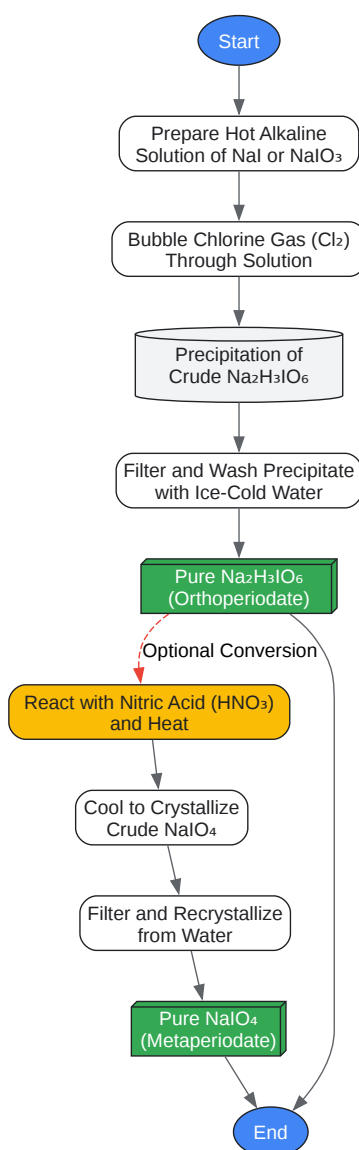 Start
Prepare Hot Alkaline
Solution of NaI or NaIO₃
Bubble Chlorine Gas (Cl₂)
Through Solution
Precipitation of
Crude Na₂H₃IO₆
Filter and Wash Precipitate
with Ice-Cold Water
Pure Na₂H₃IO₆
(Orthoperiodate)
Optional Conversion
React with Nitric Acid (HNO₃)
and Heat
Cool to Crystallize
Crude NaIO₄
Filter and Recrystallize
from Water
Pure NaIO₄
(Metaperiodate)
End